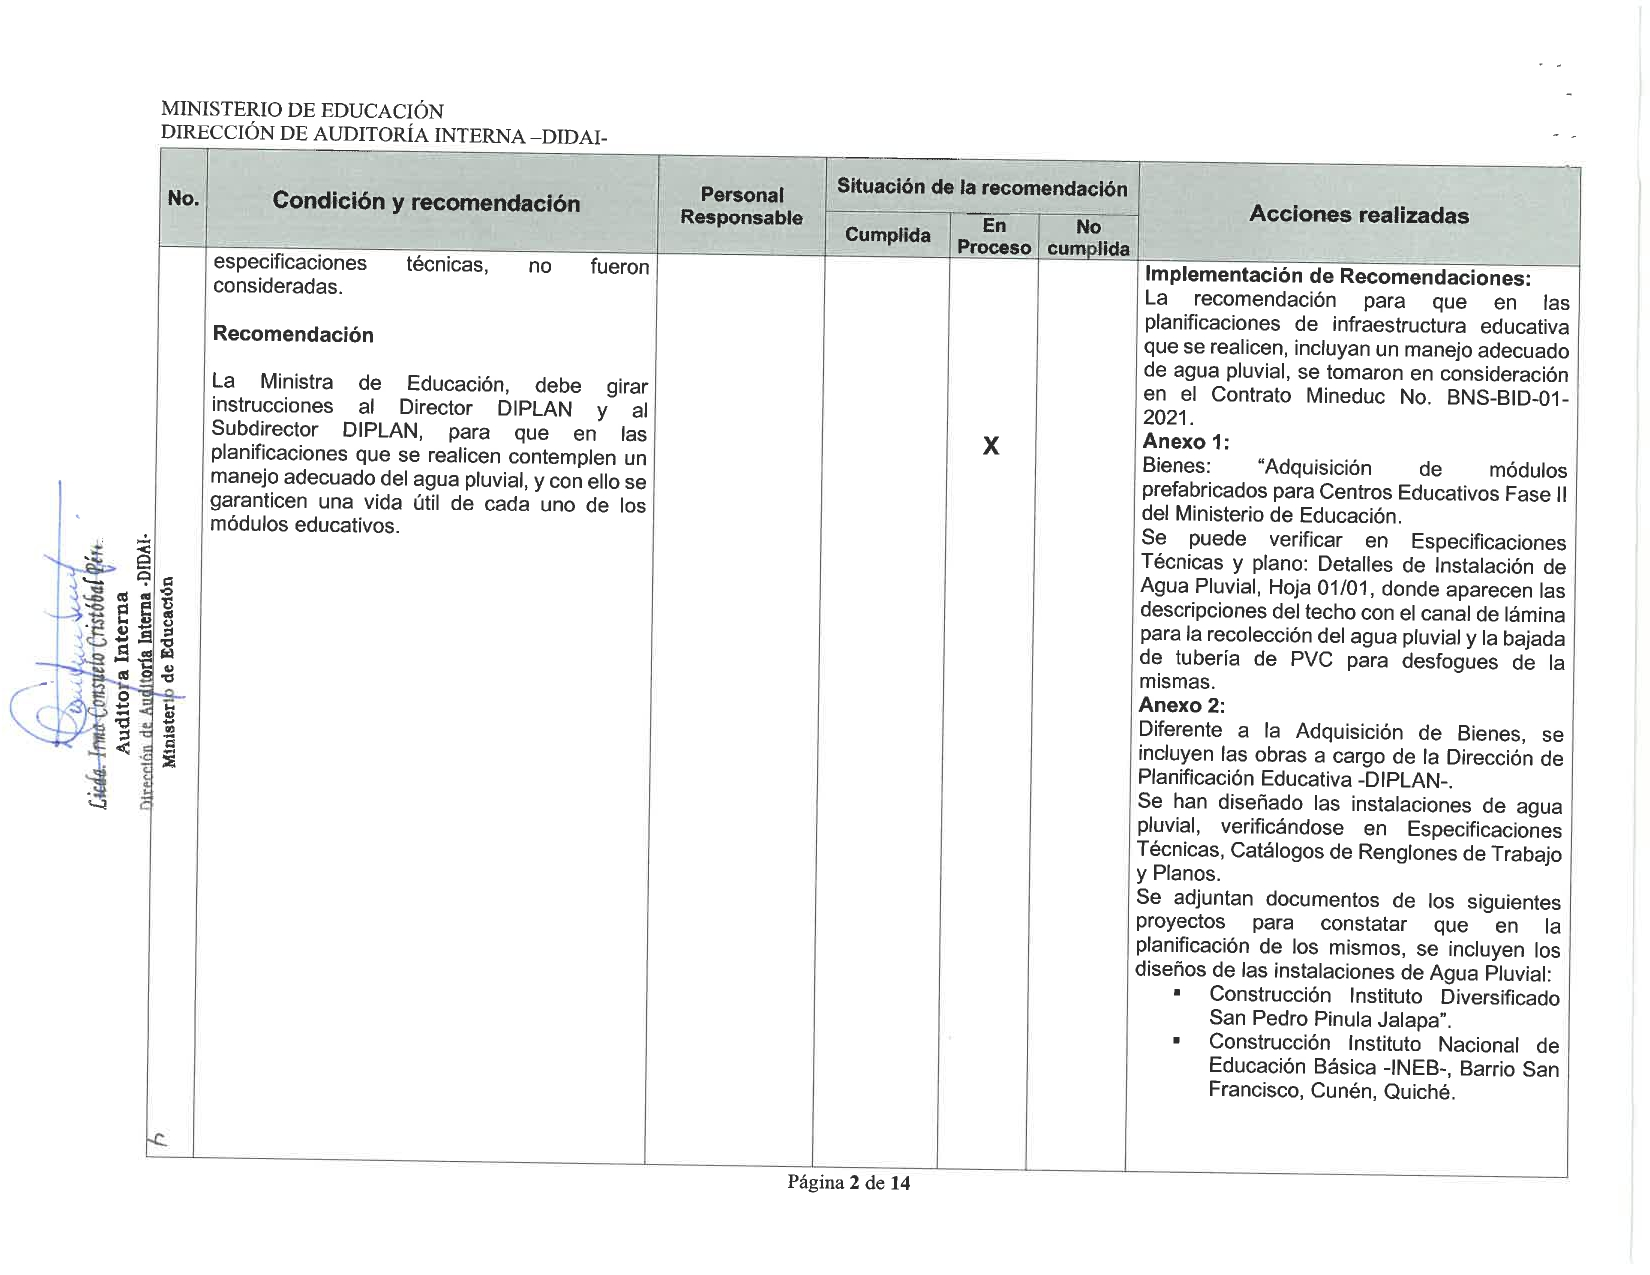 MINISTERIO DE EDUCACIÓN
DIRECCIÓN DE AUDITORÍA INTERNA –DIDAI-
No.
Condición y recomendación
Personal
Responsable
Situación de la recomendación
Cumplida
En
Proceso
No
cumplida
Acciones realizadas
especificaciones técnicas, no fueron
consideradas.
Recomendación
La Ministra de Educación, debe girar
instrucciones al Director DIPLAN y al
Subdirector DIPLAN, para que en las
planificaciones que se realicen contemplen un
manejo adecuado del agua pluvial, y con ello se
garanticen una vida útil de cada uno de los
módulos educativos.
X
Implementación de Recomendaciones:
La recomendación para que en las
planificaciones de infraestructura educativa
que se realicen, incluyan un manejo adecuado
de agua pluvial, se tomaron en consideración
en el Contrato Mineduc No. BNS-BID-01-
2021.
Anexo 1:
Bienes: “Adquisición de módulos
prefabricados para Centros Educativos Fase II
del Ministerio de Educación.
Se puede verificar en Especificaciones
Técnicas y plano: Detalles de Instalación de
Agua Pluvial, Hoja 01/01, donde aparecen las
descripciones del techo con el canal de lámina
para la recolección del agua pluvial y la bajada
de tubería de PVC para desfogues de la
mismas.
Anexo 2:
Diferente a la Adquisición de Bienes, se
incluyen las obras a cargo de la Dirección de
Planificación Educativa -DIPLAN-.
Se han diseñado las instalaciones de agua
pluvial, verificándose en Especificaciones
Técnicas, Catálogos de Renglones de Trabajo
y Planos.
Se adjuntan documentos de los siguientes
proyectos para constatar que en la
planificación de los mismos, se incluyen los
diseños de las instalaciones de Agua Pluvial:
▪ Construcción Instituto Diversificado
San Pedro Pinula Jalapa”.
▪ Construcción Instituto Nacional de
Educación Básica -INEB-, Barrio San
Francisco, Cunén, Quiché.
Licda. Irma Consuelo Cristóbal
Auditora Interna
Dirección de Auditoría Interna -DIDAI-
Ministerio de Educación
Página 2 de 14